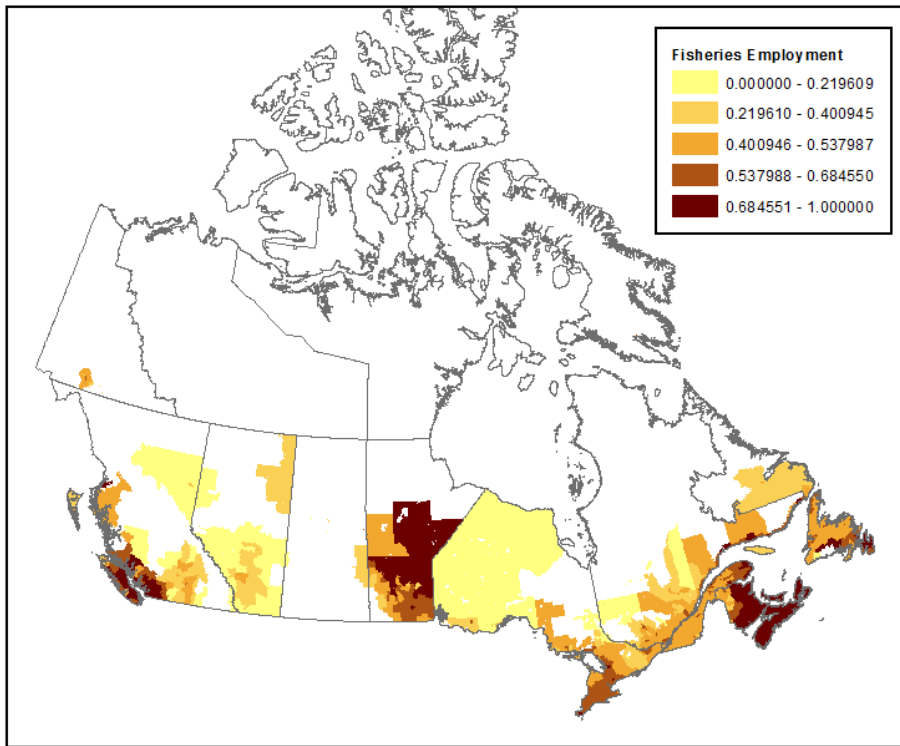 Fisheries Employment
0.000000 - 0.219609
0.219610 - 0.400945
0.400946 - 0.537987
0.537988 - 0.684550
0.684551 - 1.000000